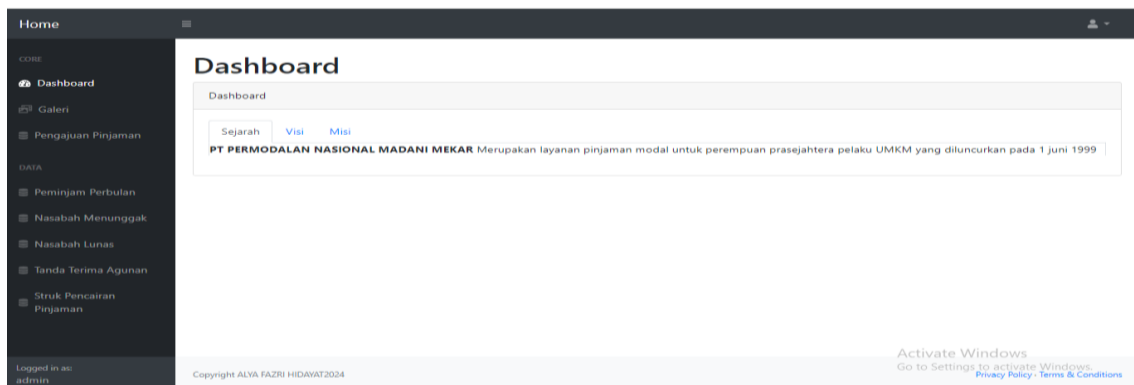 Home
CORE
Dashboard
Galeri
Pengajuan Pinjaman
DATA
Peminjam Perbulan
Nasabah Menunggak
Nasabah Lunas
Tanda Terima Agunan
Struk Pencairan
Pinjaman
Logged in as:
admin
Dashboard
Dashboard
Sejarah Visi Misi
PT PERMODALAN NASIONAL MADANI MEKAR Merupakan layanan pinjaman modal untuk perempuan prasejahtera pelaku UMKM yang diluncurkan pada 1 juni 1999
Activate Windows
Go to Settings to activate Windows.
Copyright ALYA FAZRI HIDAYAT2024
Privacy Policy · Terms & Conditions